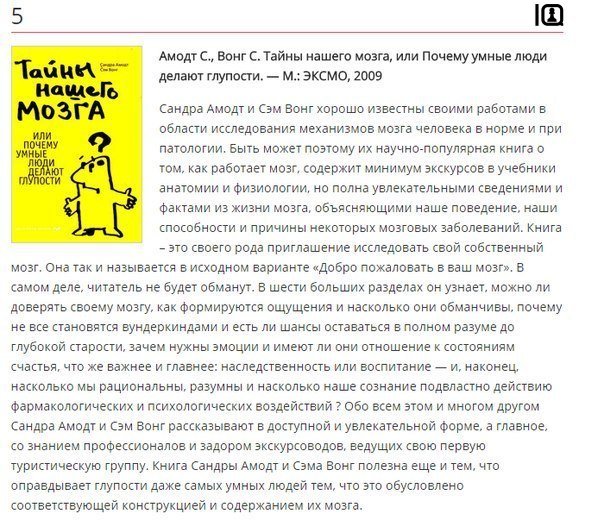 5
IQ
Сандра Амодт
Сэм Вонг
Тайны
нашего
МОЗГА
ИЛИ
ПОЧЕМУ
УМНЫЕ
ЛЮДИ
ДЕЛАЮТ
ГЛУПОСТИ
?
Амодт С., Вонг С. Тайны нашего мозга, или Почему умные люди
делают глупости. — М.: ЭКСМО, 2009
Сандра Амодт и Сэм Вонг хорошо известны своими работами в
области исследования механизмов мозга человека в норме и при
патологии. Быть может поэтому их научно-популярная книга о
том, как работает мозг, содержит минимум экскурсов в учебники
анатомии и физиологии, но полна увлекательными сведениями и
фактами из жизни мозга, объясняющими наше поведение, наши
способности и причины некоторых мозговых заболеваний. Книга
– это своего рода приглашение исследовать свой собственный
мозг. Она так и называется в исходном варианте «Добро пожаловать в ваш мозг». В
самом деле, читатель не будет обманут. В шести больших разделах он узнает, можно ли
доверять своему мозгу, как формируются ощущения и насколько они обманчивы, почему
не все становятся вундеркиндами и есть ли шансы оставаться в полном разуме до
глубокой старости, зачем нужны эмоции и имеют ли они отношение к состояниям
счастья, что же важнее и главнее: наследственность или воспитание — и, наконец,
насколько мы рациональны, разумны и насколько наше сознание подвластно действию
фармакологических и психологических воздействий ? Обо всем этом и многом другом
Сандра Амодт и Сэм Вонг рассказывают в доступной и увлекательной форме, а главное,
со знанием профессионалов и задором экскурсоводов, ведущих свою первую
туристическую группу. Книга Сандры Амодт и Сэма Вонг полезна еще и тем, что
оправдывает глупости даже самых умных людей тем, что это обусловлено
соответствующей конструкцией и содержанием их мозга.